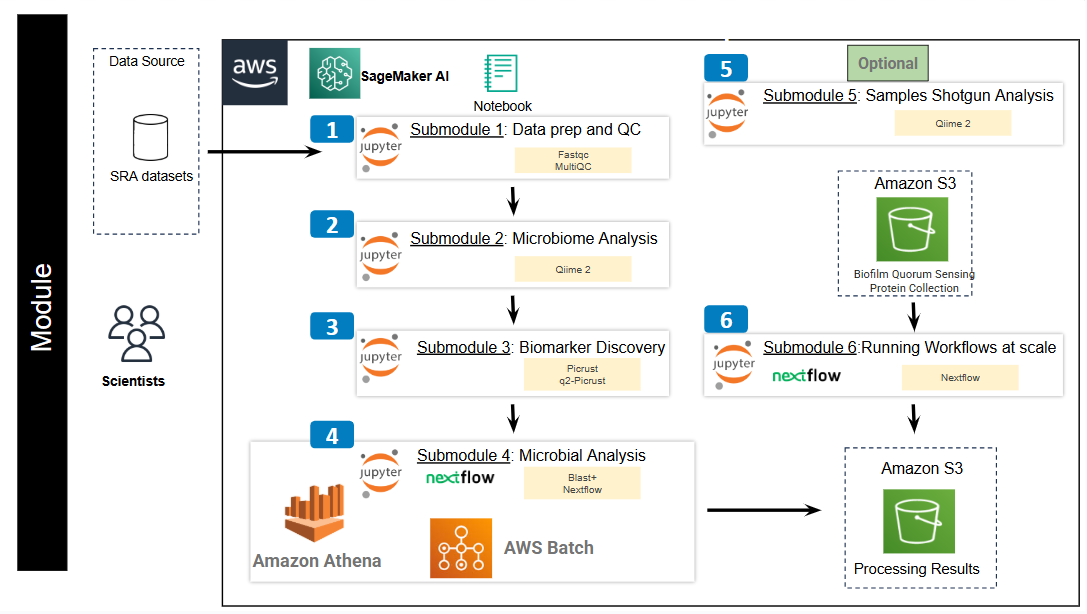 Module
Data Source
SRA datasets
Scientists
aws
SageMaker AI
Notebook
1
jupyter
Submodule 1: Data prep and QC
Fastqc
MultiQC
2
jupyter
Submodule 2: Microbiome Analysis
Qiime 2
3
jupyter
Submodule 3: Biomarker Discovery
Picrust
q2-Picrust
4
jupyter
Submodule 4: Microbial Analysis
nextflow
Blast+
Nextflow
Amazon Athena
AWS Batch
5
Optional
jupyter
Submodule 5: Samples Shotgun Analysis
Qiime 2
Amazon S3
Biofilm Quorum Sensing
Protein Collection
6
jupyter
Submodule 6:Running Workflows at scale
nextflow
Nextflow
Amazon S3
Processing Results